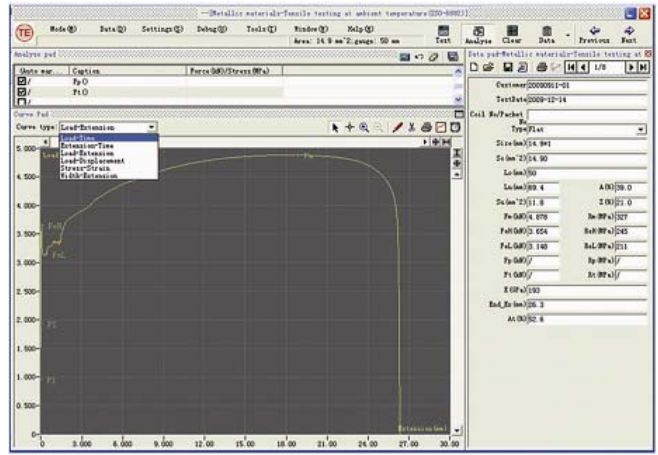 --[Metallic materials-Tensile testing at ambient temperature(ISO-6892)]
TE
Mode(M) Data(D) Settings(S) Debug(U) Tools(T) Window(W) Help(H)
Area: 14.9 mm^2;gauge: 50 mm
Test Analyze Clear Data Previous Next
Analyze pad
Caption Force(kN)/Stress(MPa)
Fp()
Ft()
Curve Pad
Curve type: Load-Extension
Load-Time
Extension-Time
Load-Extension
Load-Displacement
Stress-Strain
Width-Extension
Load
5.000
4.500
3.500
3.000
2.500
2.000
1.500
1.000
0.500
0
Fm
FeH
FeL
Extension(mm)
0 3.000 6.000 9.000 12.00 15.00 18.00 21.00 24.00 27.00 30.00
Data pad-Metallic materials-Tensile testing at
1/8
Customer 20090911-01
TestDate 2009-12-14
Coil No/Packet No
Type Flat
Size(mm) 14.9*1
So(mm^2) 14.90
Lo(mm) 50
Lu(mm) 69.4 A(%) 39.0
Su(mm^2) 11.8 Z(%) 21.0
Fm(kN) 4.878 Rm(MPa) 327
FeH(kN) 3.654 ReH(MPa) 245
FeL(kN) 3.148 ReL(MPa) 211
Fp(kN) / Rp(MPa) /
Ft(kN) / Rt(MPa) /
E(GPa) 193
End_Ex(mm) 26.3
At(%) 52.6